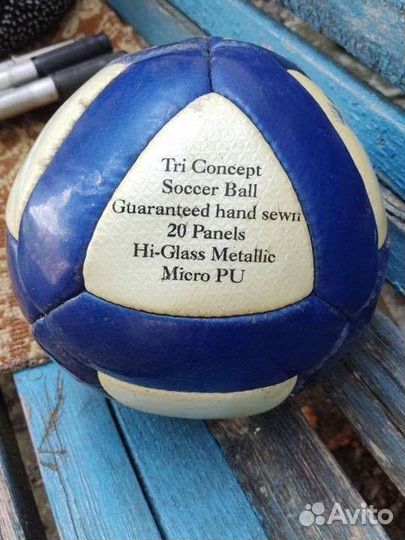 Tri Concept
Soccer Ball
Guaranteed hand sewn
20 Panels
Hi-Glass Metallic
Micro PU
Avito